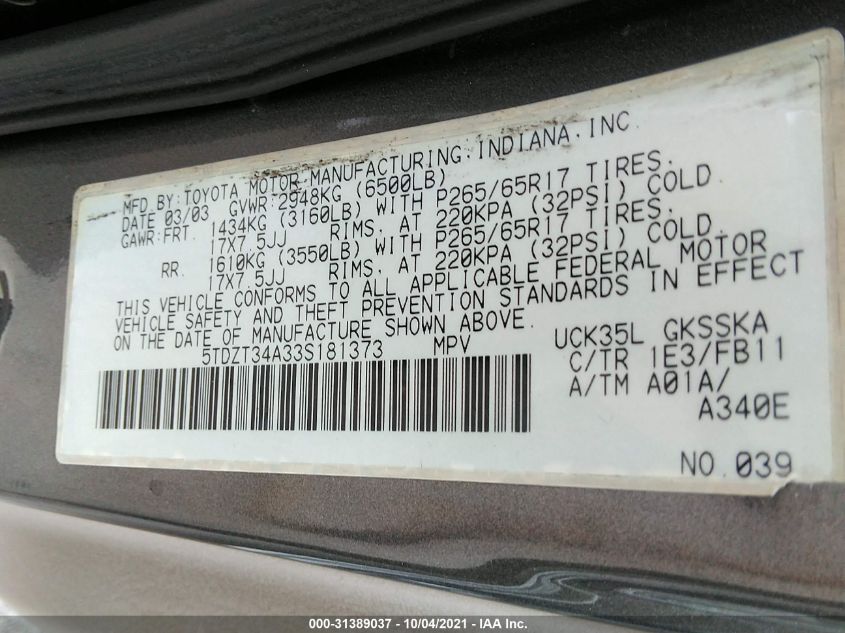 MFD.BY:TOYOTA MOTOR MANUFACTURING,INDIANA,INC.
DATE 03/03 GVWR:2948KG (6500LB)
GAWR:FRT. 1434KG (3160LB) WITH P265/65R17 TIRES.
17X7.5JJ RIMS, AT 220KPA (32PSI) COLD
RR. 1610KG (3550LB) WITH P265/65R17 TIRES.
17X7.5JJ RIMS, AT 220KPA (32PSI) COLD.
THIS VEHICLE CONFORMS TO ALL APPLICABLE FEDERAL MOTOR
VEHICLE SAFETY AND THEFT PREVENTION STANDARDS IN EFFECT
ON THE DATE OF MANUFACTURE SHOWN ABOVE.
5TDZT34A33S181373 MPV
UCK35L GKSSKA
C/TR 1E3/FB11
A/TM A01A/
A340E
NO.039
000-31389037 - 10/04/2021 - IAA Inc.